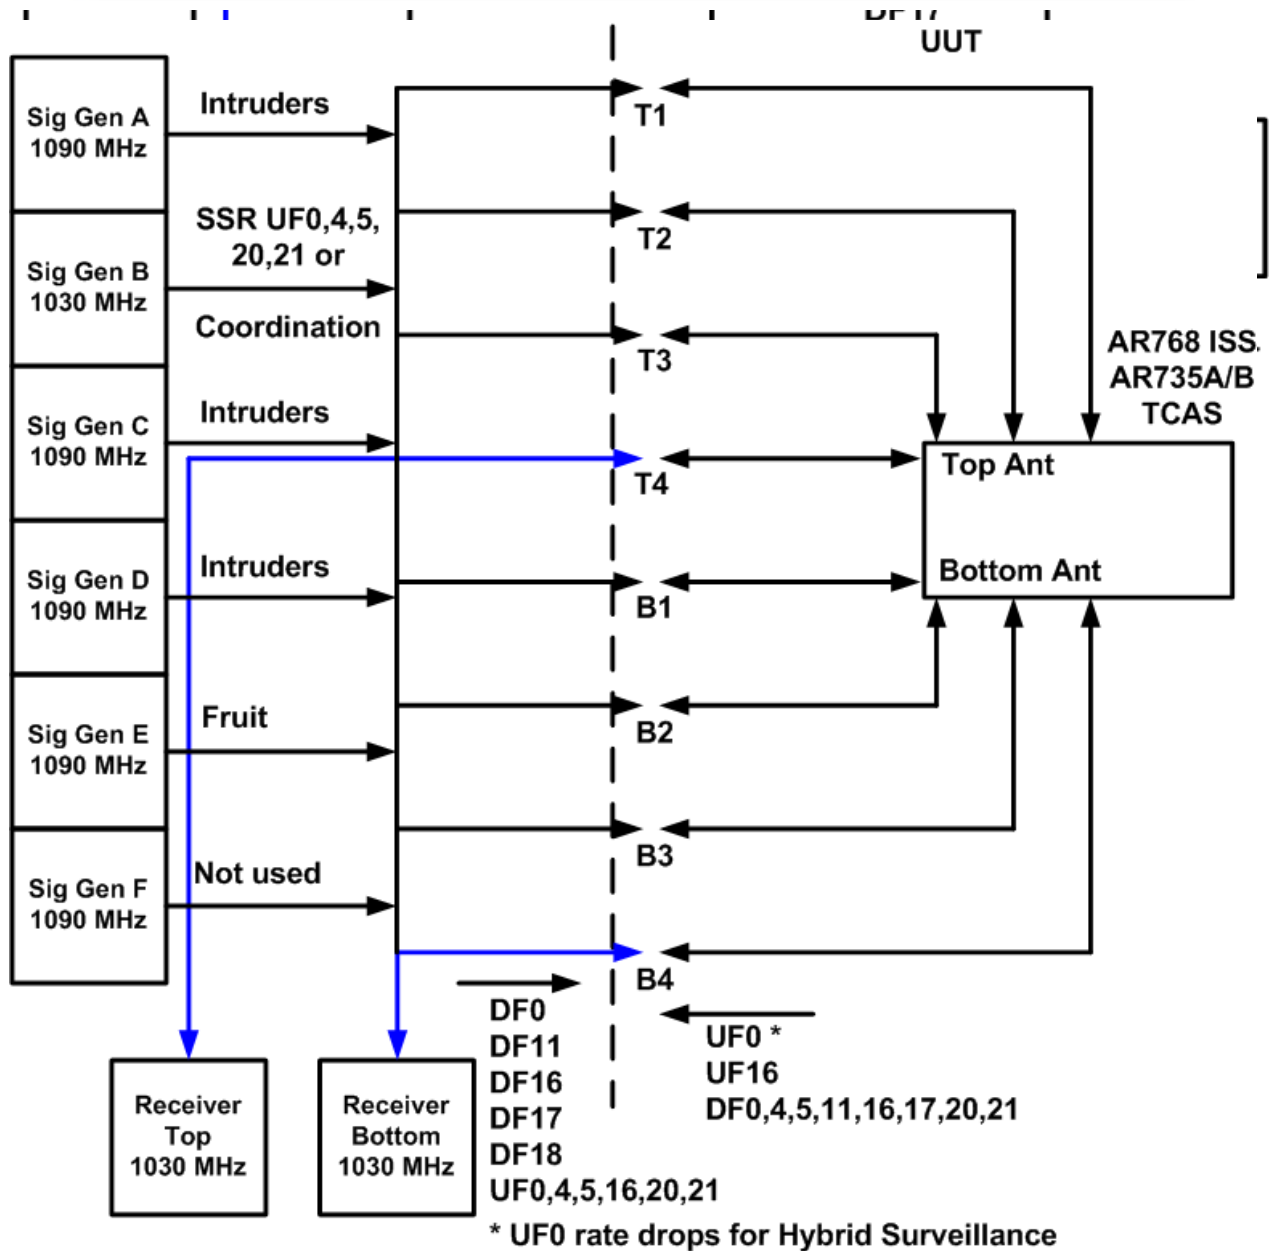 UUT
Sig Gen A
1090 MHz
Intruders
T1
Sig Gen B
1030 MHz
SSR UF0,4,5,
20,21 or
Coordination
T2
T3
AR768 ISS
AR735A/B
TCAS
Sig Gen C
1090 MHz
Intruders
T4
Top Ant
Bottom Ant
Sig Gen D
1090 MHz
Intruders
B1
Sig Gen E
1090 MHz
Fruit
B2
B3
Sig Gen F
1090 MHz
Not used
B4
DF0
DF11
DF16
DF17
DF18
UF0,4,5,16,20,21
* UF0 rate drops for Hybrid Surveillance
UF0 *
UF16
DF0,4,5,11,16,17,20,21
Receiver
Top
1030 MHz
Receiver
Bottom
1030 MHz